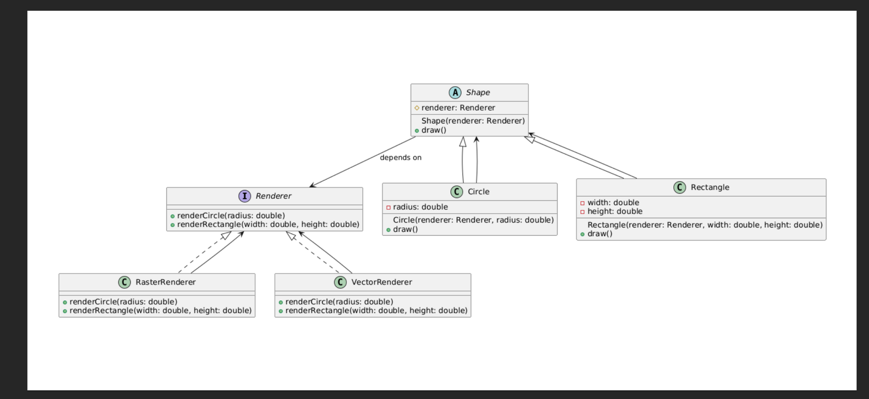 A Shape
renderer: Renderer
Shape(renderer: Renderer)
draw()
depends on
I Renderer
renderCircle(radius: double)
renderRectangle(width: double, height: double)
C Circle
radius: double
Circle(renderer: Renderer, radius: double)
draw()
C Rectangle
width: double
height: double
Rectangle(renderer: Renderer, width: double, height: double)
draw()
C RasterRenderer
renderCircle(radius: double)
renderRectangle(width: double, height: double)
C VectorRenderer
renderCircle(radius: double)
renderRectangle(width: double, height: double)